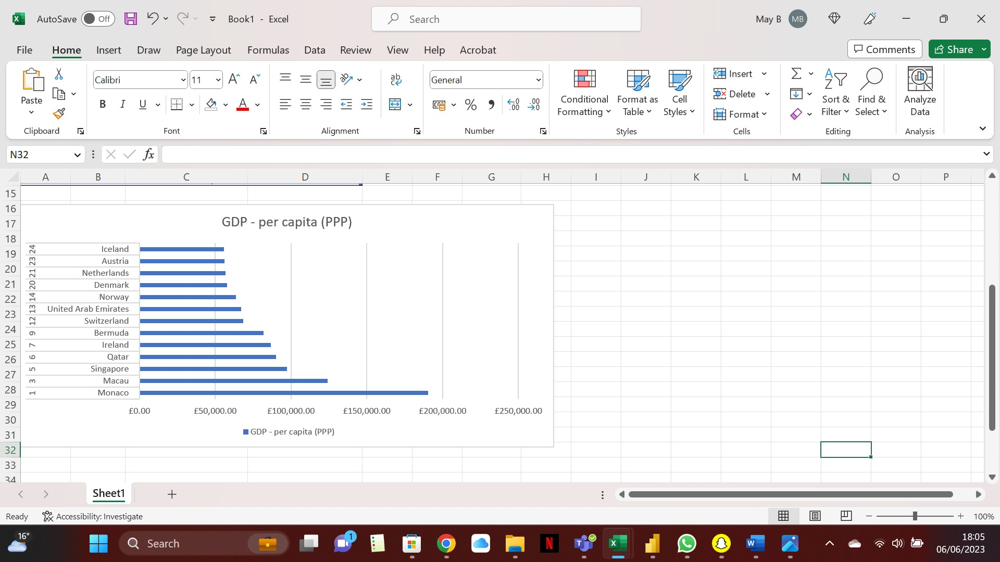 AutoSave Off Book1 - Excel Search May B MB
File Home Insert Draw Page Layout Formulas Data Review View Help Acrobat Comments Share
Paste Calibri 11 ab c General Conditional Formatting Format as Table Cell Styles Insert Delete Format Sort & Filter Find & Select Analyze Data
B I U A % .00
Clipboard Font Alignment Number Styles Cells Editing Analysis
N32 fx
A B C D E F G H I J K L M N O P
15
16
17
18
19
20
21
22
23
24
25
26
27
28
29
30
31
32
33
34
GDP - per capita (PPP)
24 Iceland
23 Austria
21 Netherlands
20 Denmark
14 Norway
13 United Arab Emirates
12 Switzerland
9 Bermuda
7 Ireland
6 Qatar
5 Singapore
3 Macau
1 Monaco
£0.00 £50,000.00 £100,000.00 £150,000.00 £200,000.00 £250,000.00
GDP - per capita (PPP)
Sheet1
Ready Accessibility: Investigate 100%
16° Search 1 N T X W 18:05
06/06/2023